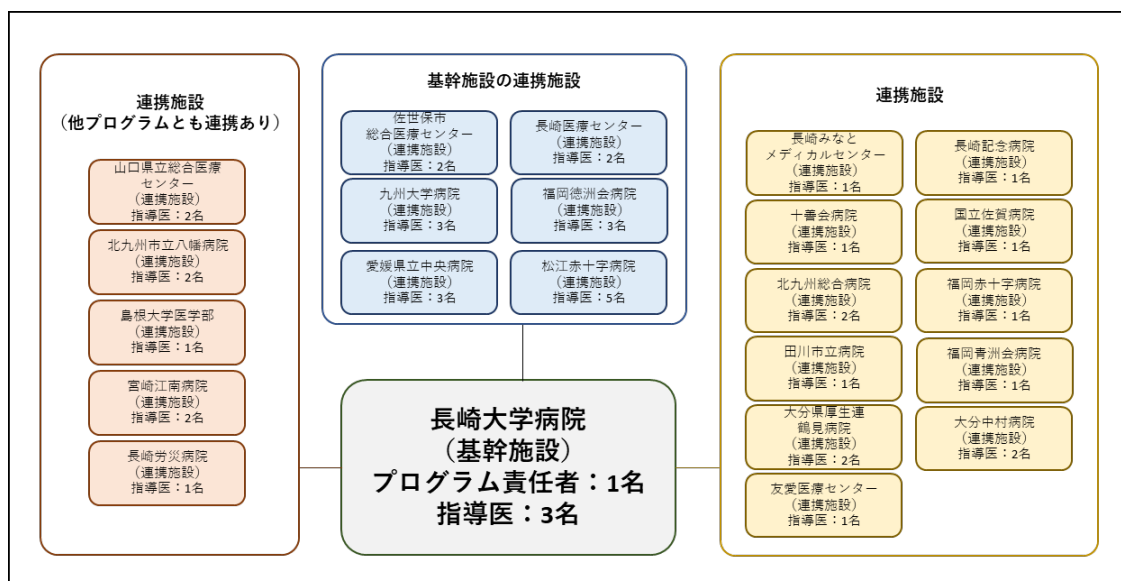 連携施設
（他プログラムとも連携あり）
山口県立総合医療
センター
（連携施設）
指導医：2名
北九州市立八幡病院
（連携施設）
指導医：2名
島根大学医学部
（連携施設）
指導医：1名
宮崎江南病院
（連携施設）
指導医：2名
長崎労災病院
（連携施設）
指導医：1名
基幹施設の連携施設
佐世保市
総合医療センター
（連携施設）
指導医：2名
長崎医療センター
（連携施設）
指導医：2名
九州大学病院
（連携施設）
指導医：3名
福岡徳洲会病院
（連携施設）
指導医：3名
愛媛県立中央病院
（連携施設）
指導医：3名
松江赤十字病院
（連携施設）
指導医：5名
長崎大学病院
（基幹施設）
プログラム責任者：1名
指導医：3名
連携施設
長崎みなと
メディカルセンター
（連携施設）
指導医：1名
長崎記念病院
（連携施設）
指導医：1名
十善会病院
（連携施設）
指導医：1名
国立佐賀病院
（連携施設）
指導医：1名
北九州総合病院
（連携施設）
指導医：2名
福岡赤十字病院
（連携施設）
指導医：1名
田川市立病院
（連携施設）
指導医：1名
福岡青洲会病院
（連携施設）
指導医：1名
大分県厚生連
鶴見病院
（連携施設）
指導医：2名
大分中村病院
（連携施設）
指導医：2名
友愛医療センター
（連携施設）
指導医：1名